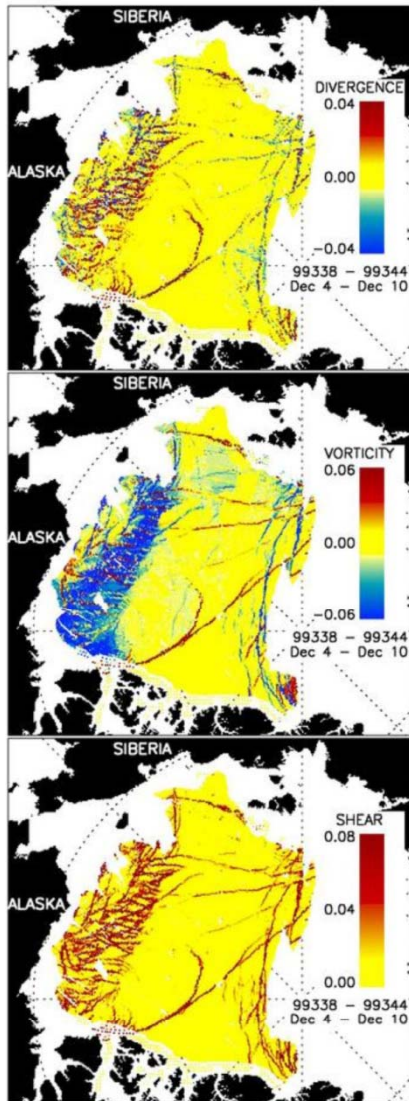 SIBERIA
DIVERGENCE
0.04
ALASKA
0.00
-0.04
99338 - 99344
Dec 4 - Dec 10
SIBERIA
VORTICITY
0.06
ALASKA
0.00
-0.06
99338 - 99344
Dec 4 - Dec 10
SIBERIA
SHEAR
0.08
ALASKA
0.04
0.00
99338 - 99344
Dec 4 - Dec 10